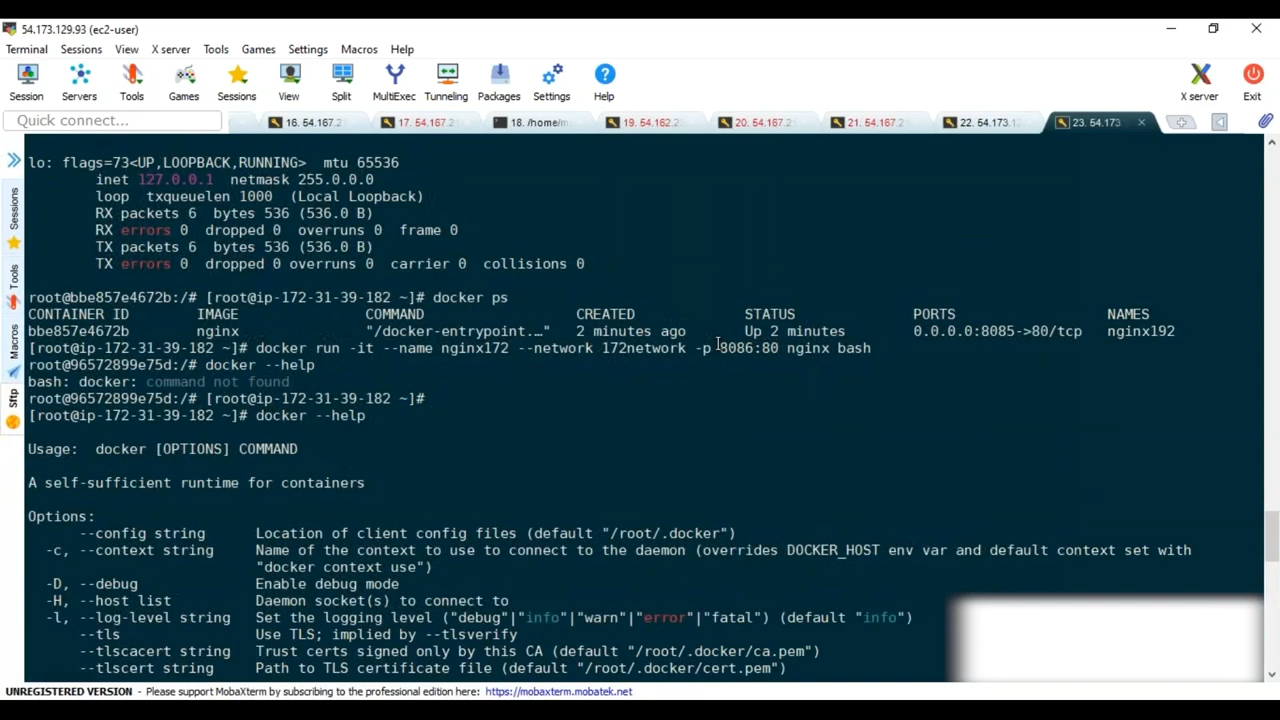 54.173.129.93 (ec2-user)
Terminal Sessions View X server Tools Games Settings Macros Help
Session Servers Tools Games Sessions View Split MultiExec Tunneling Packages Settings Help X server Exit
Quick connect... 16. 54.167.2 17. 54.167.21 18. /home/m 19. 54.162.23 20. 54.167.21 21. 54.167.2 22. 54.173.12 23. 54.173
Sessions
Tools
Macros
Sftp
lo: flags=73<UP,LOOPBACK,RUNNING>  mtu 65536
inet 127.0.0.1  netmask 255.0.0.0
loop  txqueuelen 1000  (Local Loopback)
RX packets 6  bytes 536 (536.0 B)
RX errors 0  dropped 0  overruns 0  frame 0
TX packets 6  bytes 536 (536.0 B)
TX errors 0  dropped 0 overruns 0  carrier 0  collisions 0
root@bbe857e4672b:/# [root@ip-172-31-39-182 ~]# docker ps
CONTAINER ID   IMAGE   COMMAND   CREATED   STATUS   PORTS   NAMES
bbe857e4672b   nginx   "/docker-entrypoint.…"   2 minutes ago   Up 2 minutes   0.0.0.0:8085->80/tcp   nginx192
[root@ip-172-31-39-182 ~]# docker run -it --name nginx172 --network 172network -p 8086:80 nginx bash
root@96572899e75d:/# docker --help
bash: docker: command not found
root@96572899e75d:/#
[root@ip-172-31-39-182 ~]# docker --help
Usage:  docker [OPTIONS] COMMAND
A self-sufficient runtime for containers
Options:
--config string      Location of client config files (default "/root/.docker")
-c, --context string     Name of the context to use to connect to the daemon (overrides DOCKER_HOST env var and default context set with
"docker context use")
-D, --debug              Enable debug mode
-H, --host list          Daemon socket(s) to connect to
-l, --log-level string   Set the logging level ("debug"|"info"|"warn"|"error"|"fatal") (default "info")
--tls                Use TLS; implied by --tlsverify
--tlscacert string   Trust certs signed only by this CA (default "/root/.docker/ca.pem")
--tlscert string     Path to TLS certificate file (default "/root/.docker/cert.pem")
UNREGISTERED VERSION - Please support MobaXterm by subscribing to the professional edition here: https://mobaxterm.mobatek.net